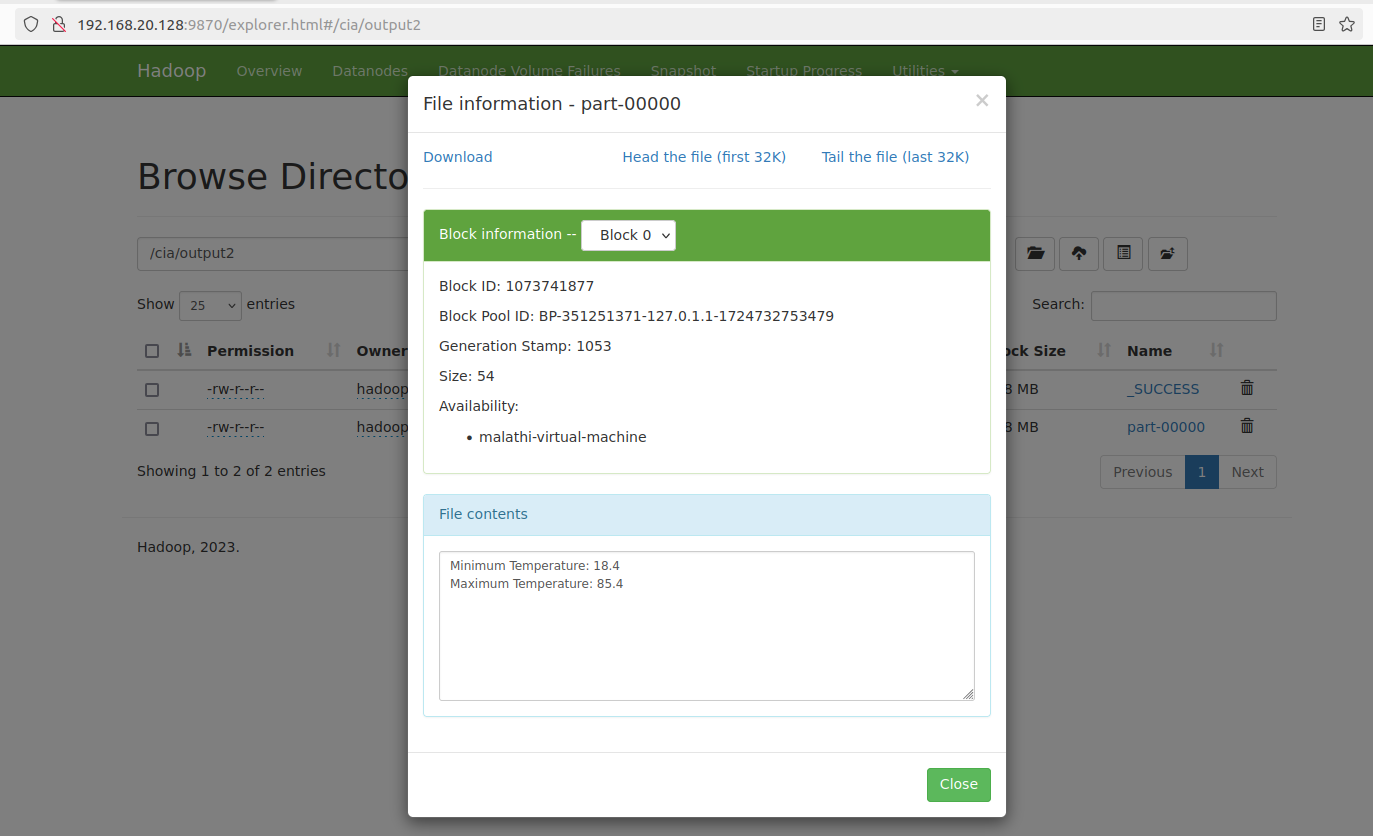 192.168.20.128:9870/explorer.html#/cia/output2
Hadoop Overview Datanodes Datanode Volume Failures Snapshot Startup Progress Utilities
File information - part-00000 ×
Download Head the file (first 32K) Tail the file (last 32K)
Browse Directo
Block information -- Block 0
/cia/output2
Block ID: 1073741877
Show 25 entries Search:
Block Pool ID: BP-351251371-127.0.1.1-1724732753479
Generation Stamp: 1053
Permission Owner ock Size Name
Size: 54
-rw-r--r-- hadoop 8 MB _SUCCESS
Availability:
-rw-r--r-- hadoop 8 MB part-00000
• malathi-virtual-machine
Showing 1 to 2 of 2 entries Previous 1 Next
File contents
Hadoop, 2023.
Minimum Temperature: 18.4
Maximum Temperature: 85.4
Close